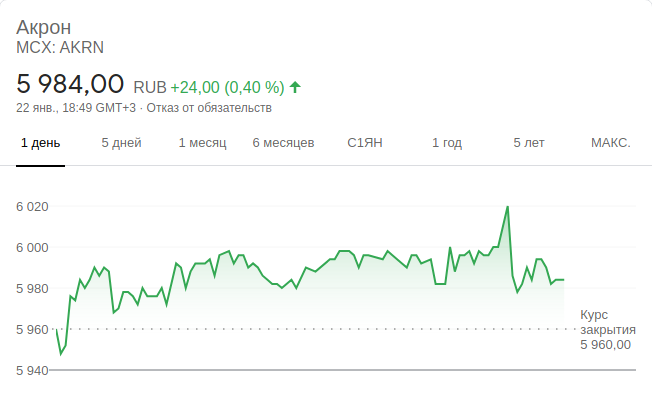 Акрон
MCX: AKRN
5 984,00 RUB +24,00 (0,40 %)
22 янв., 18:49 GMT+3 · Отказ от обязательств
1 день 5 дней 1 месяц 6 месяцев С1ЯН 1 год 5 лет МАКС.
6 020
6 000
5 980
5 960
5 940
Курс
закрытия
5 960,00